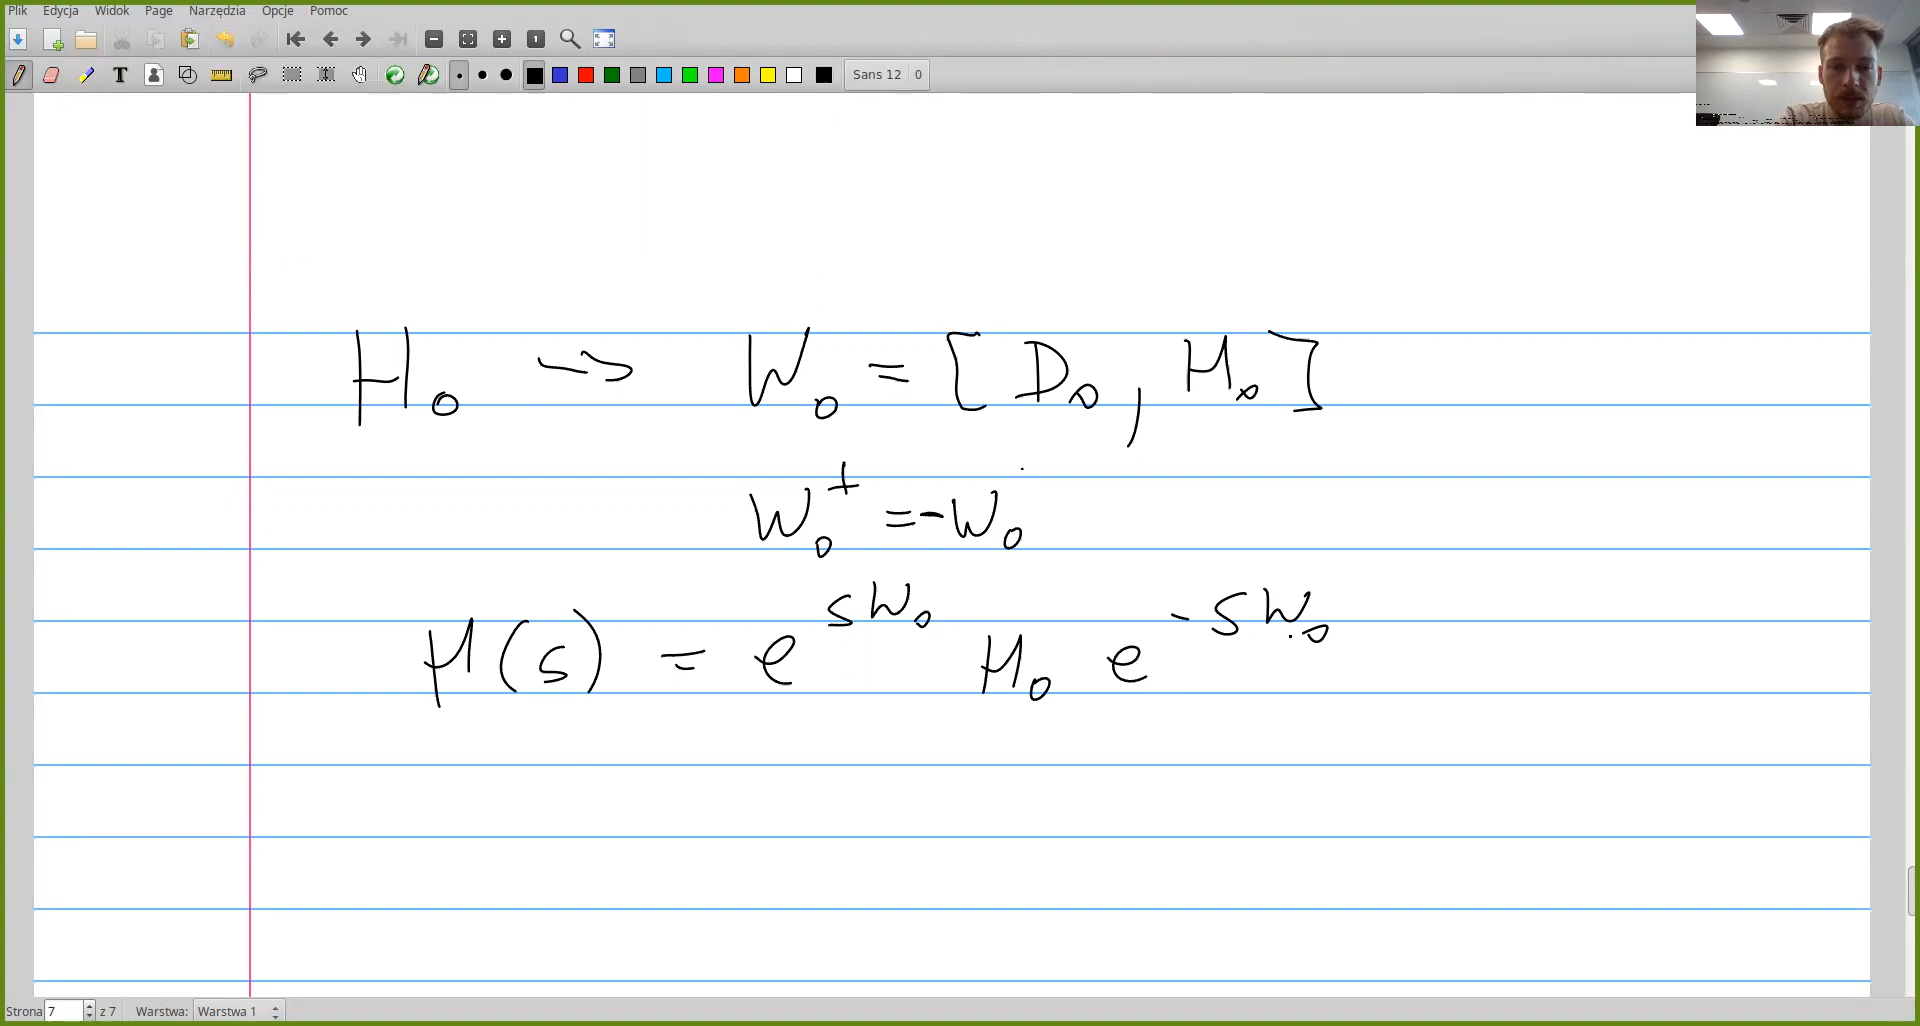 Plik Edycja Widok Page Narzędzia Opcje Pomoc
Sans 12 0
H₀ ~> W₀ = [D₀, H₀]
W₀⁺ = -W₀
H(s) = e^{sW₀} H₀ e^{-sW₀}
Strona 7 z 7 Warstwa: Warstwa 1